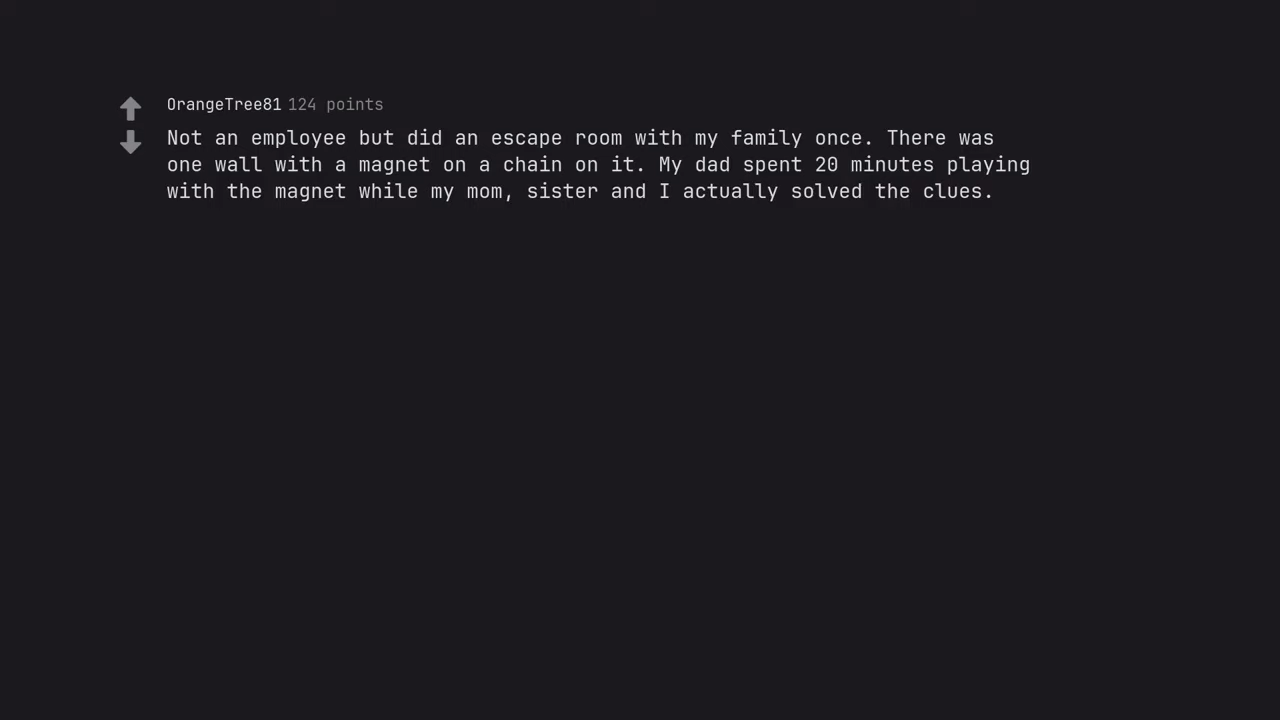 OrangeTree81 124 points
Not an employee but did an escape room with my family once. There was
one wall with a magnet on a chain on it. My dad spent 20 minutes playing
with the magnet while my mom, sister and I actually solved the clues.